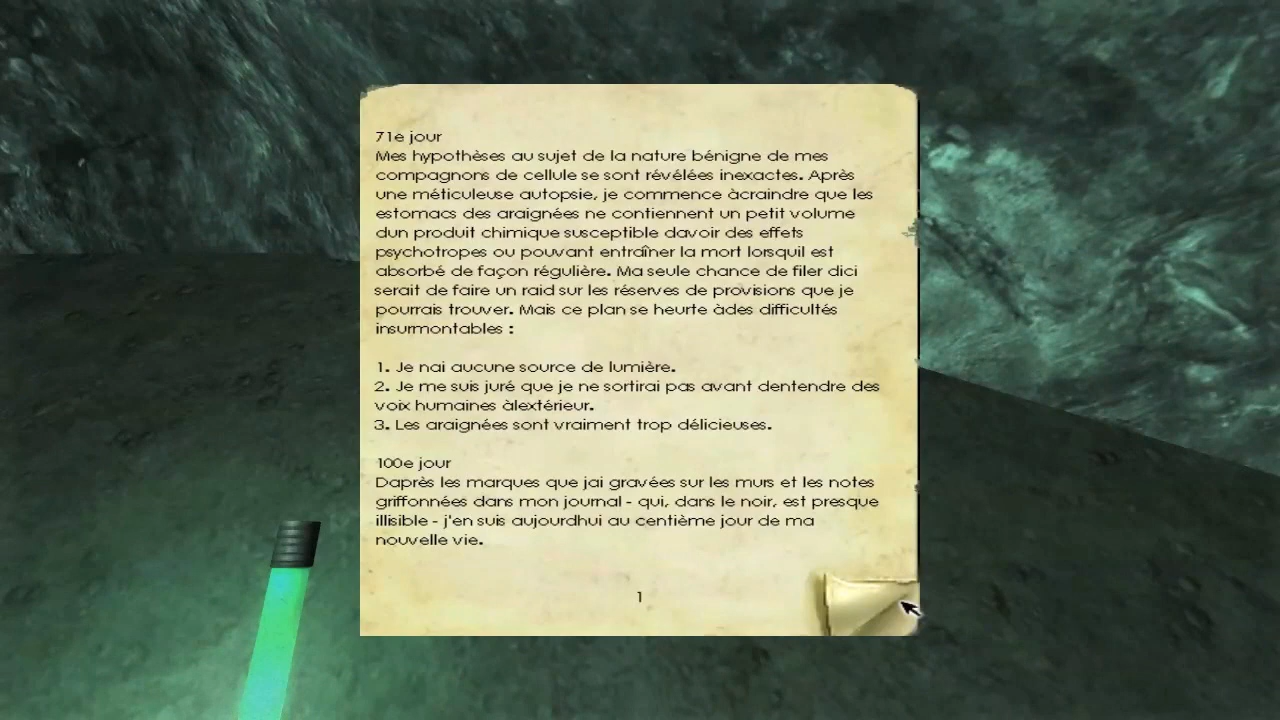 71e jour
Mes hypothèses au sujet de la nature bénigne de mes
compagnons de cellule se sont révélées inexactes. Après
une méticuleuse autopsie, je commence àcraindre que les
estomacs des araignées ne contiennent un petit volume
dun produit chimique susceptible davoir des effets
psychotropes ou pouvant entraîner la mort lorsquil est
absorbé de façon régulière. Ma seule chance de filer dici
serait de faire un raid sur les réserves de provisions que je
pourrais trouver. Mais ce plan se heurte àdes difficultés
insurmontables :
1. Je nai aucune source de lumière.
2. Je me suis juré que je ne sortirai pas avant dentendre des
voix humaines àlextérieur.
3. Les araignées sont vraiment trop délicieuses.
100e jour
Daprès les marques que jai gravées sur les murs et les notes
griffonnées dans mon journal - qui, dans le noir, est presque
illisible - j'en suis aujourdhui au centième jour de ma
nouvelle vie.
1